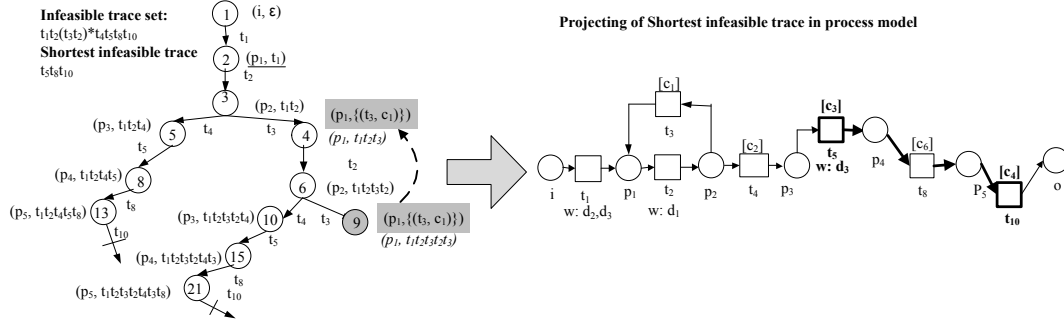 Infeasible trace set:
t1t2(t3t2)*t4t5t8t10
Shortest infeasible trace
t5t8t10
1
(i, ε)
t1
2
(p1, t1)
t2
3
(p2, t1t2)
t4
t3
(p3, t1t2t4)
5
4
t5
t2
(p4, t1t2t4t5)
8
6
(p2, t1t2t3t2)
t8
(p5, t1t2t4t5t8)
13
t10
(p3, t1t2t3t2t4)
10
t4
t3
9
t5
(p4, t1t2t3t2t4t3)
15
t8
(p5, t1t2t3t2t4t3t8)
21
t10
(p1,{(t3, c1)})
(p1, t1t2t3)
(p1,{(t3, c1)})
(p1, t1t2t3t2t3)
Projecting of Shortest infeasible trace in process model
[c1]
t3
i
t1
w: d2,d3
p1
t2
w: d1
p2
[c2]
t4
p3
[c3]
t5
w: d3
p4
[c6]
t8
P5
[c4]
t10
o